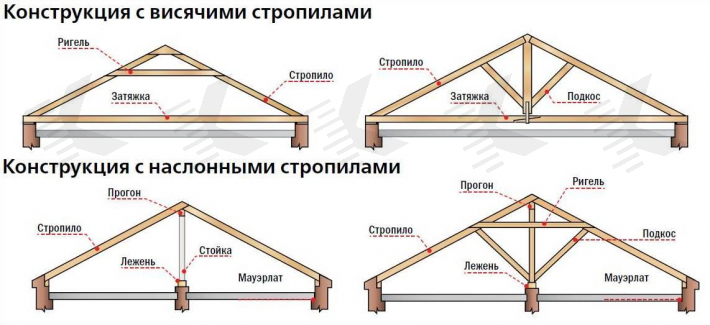 Конструкция с висячими стропилами
Ригель
Стропило
Затяжка
Стропило
Затяжка
Подкос
Конструкция с наслонными стропилами
Прогон
Стропило
Стойка
Лежень
Мауэрлат
Прогон
Ригель
Стропило
Подкос
Лежень
Мауэрлат